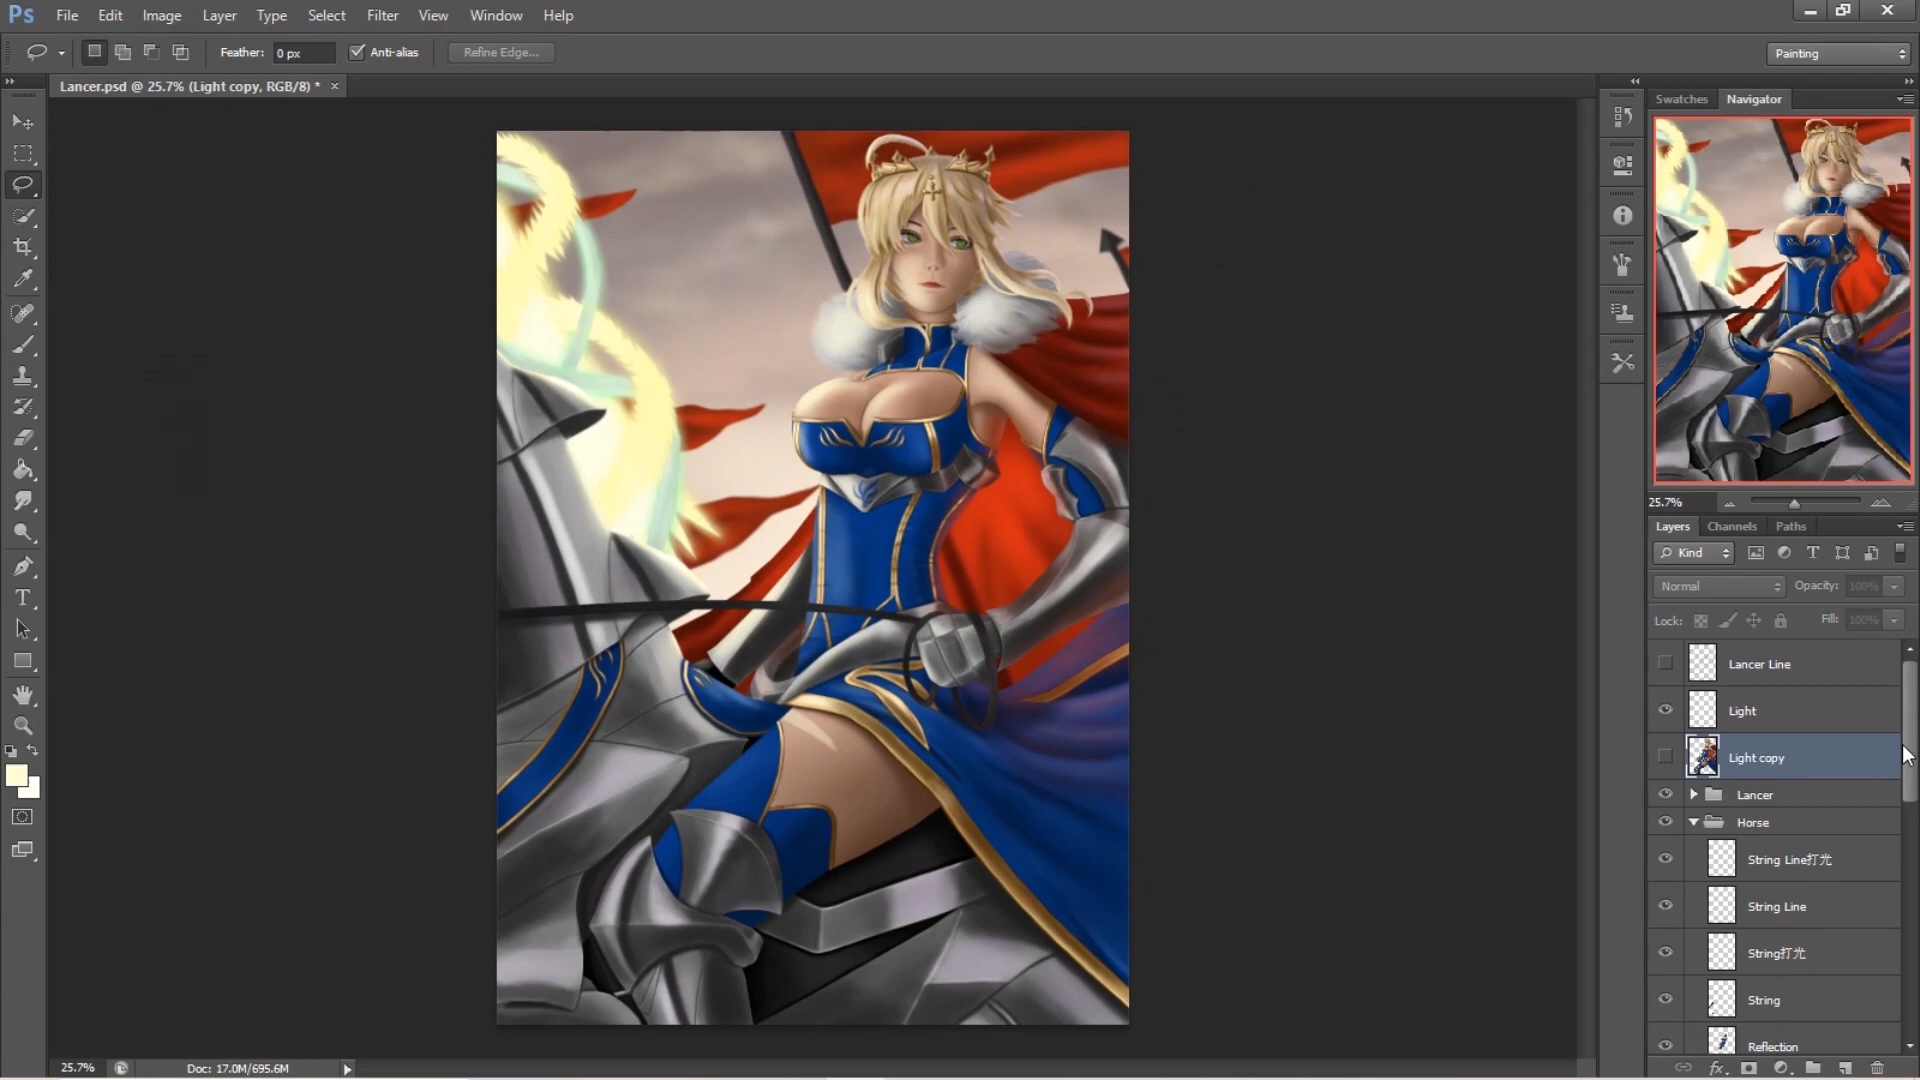 Ps File Edit Image Layer Type Select Filter View Window Help
Feather: 0 px Anti-alias Refine Edge... Painting
Lancer.psd @ 25.7% (Light copy, RGB/8) *
Swatches Navigator
25.7%
Layers Channels Paths
Kind
Normal Opacity: 100%
Lock: Fill: 100%
Lancer Line
Light
Light copy
Lancer
Horse
String Line打光
String Line
String打光
String
Reflection
25.7% Doc: 17.0M/695.6M